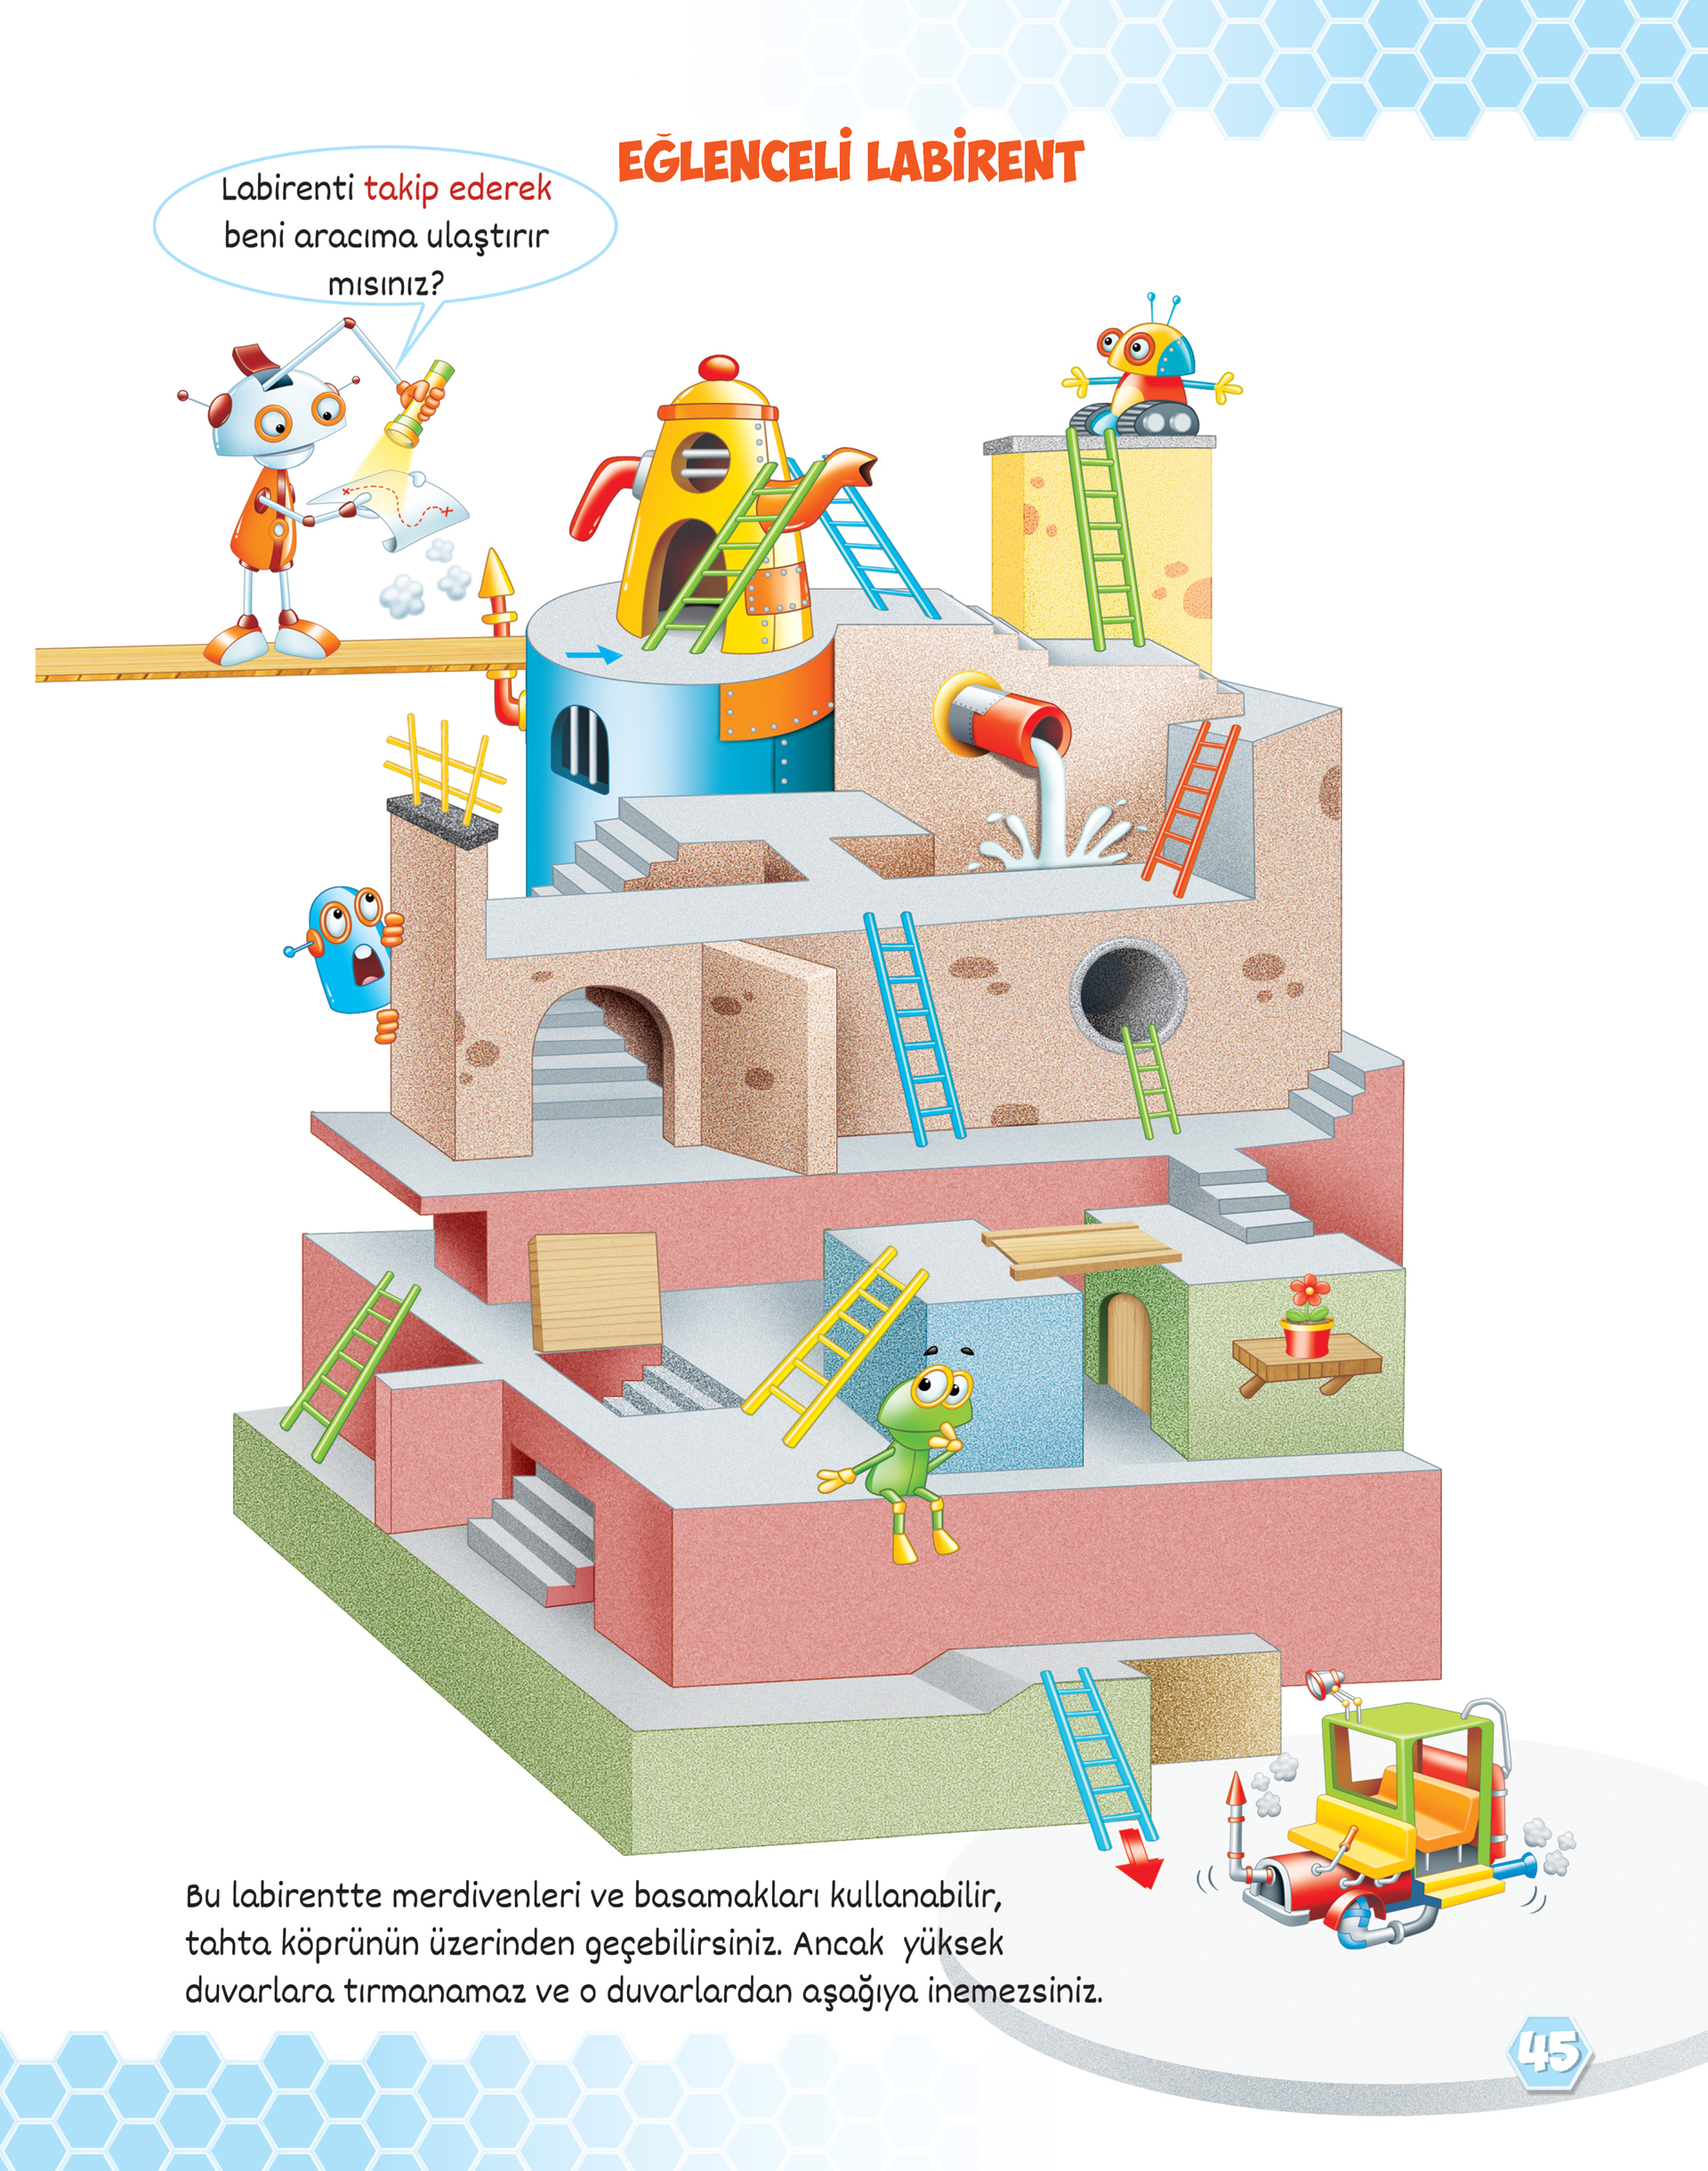 EĞLENCELİ LABİRENT
Labirenti takip ederek
beni aracıma ulaştırır
mısınız?
Bu labirentte merdivenleri ve basamakları kullanabilir,
tahta köprünün üzerinden geçebilirsiniz. Ancak yüksek
duvarlara tırmanamaz ve o duvarlardan aşağıya inemezsiniz.
45